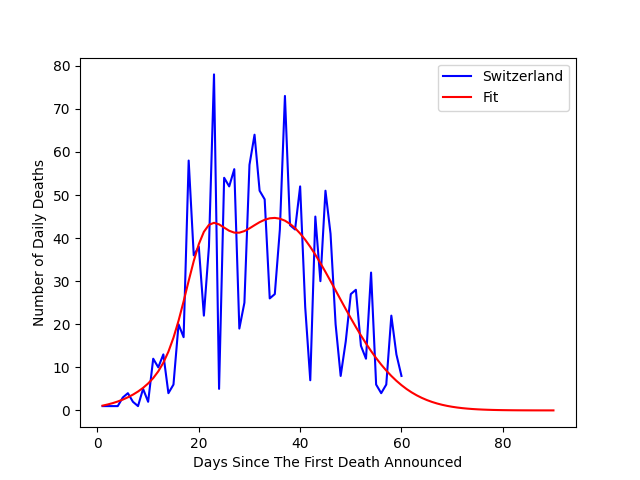 Switzerland
Fit
80
70
60
50
40
30
20
10
0
Number of Daily Deaths
0 20 40 60 80
Days Since The First Death Announced